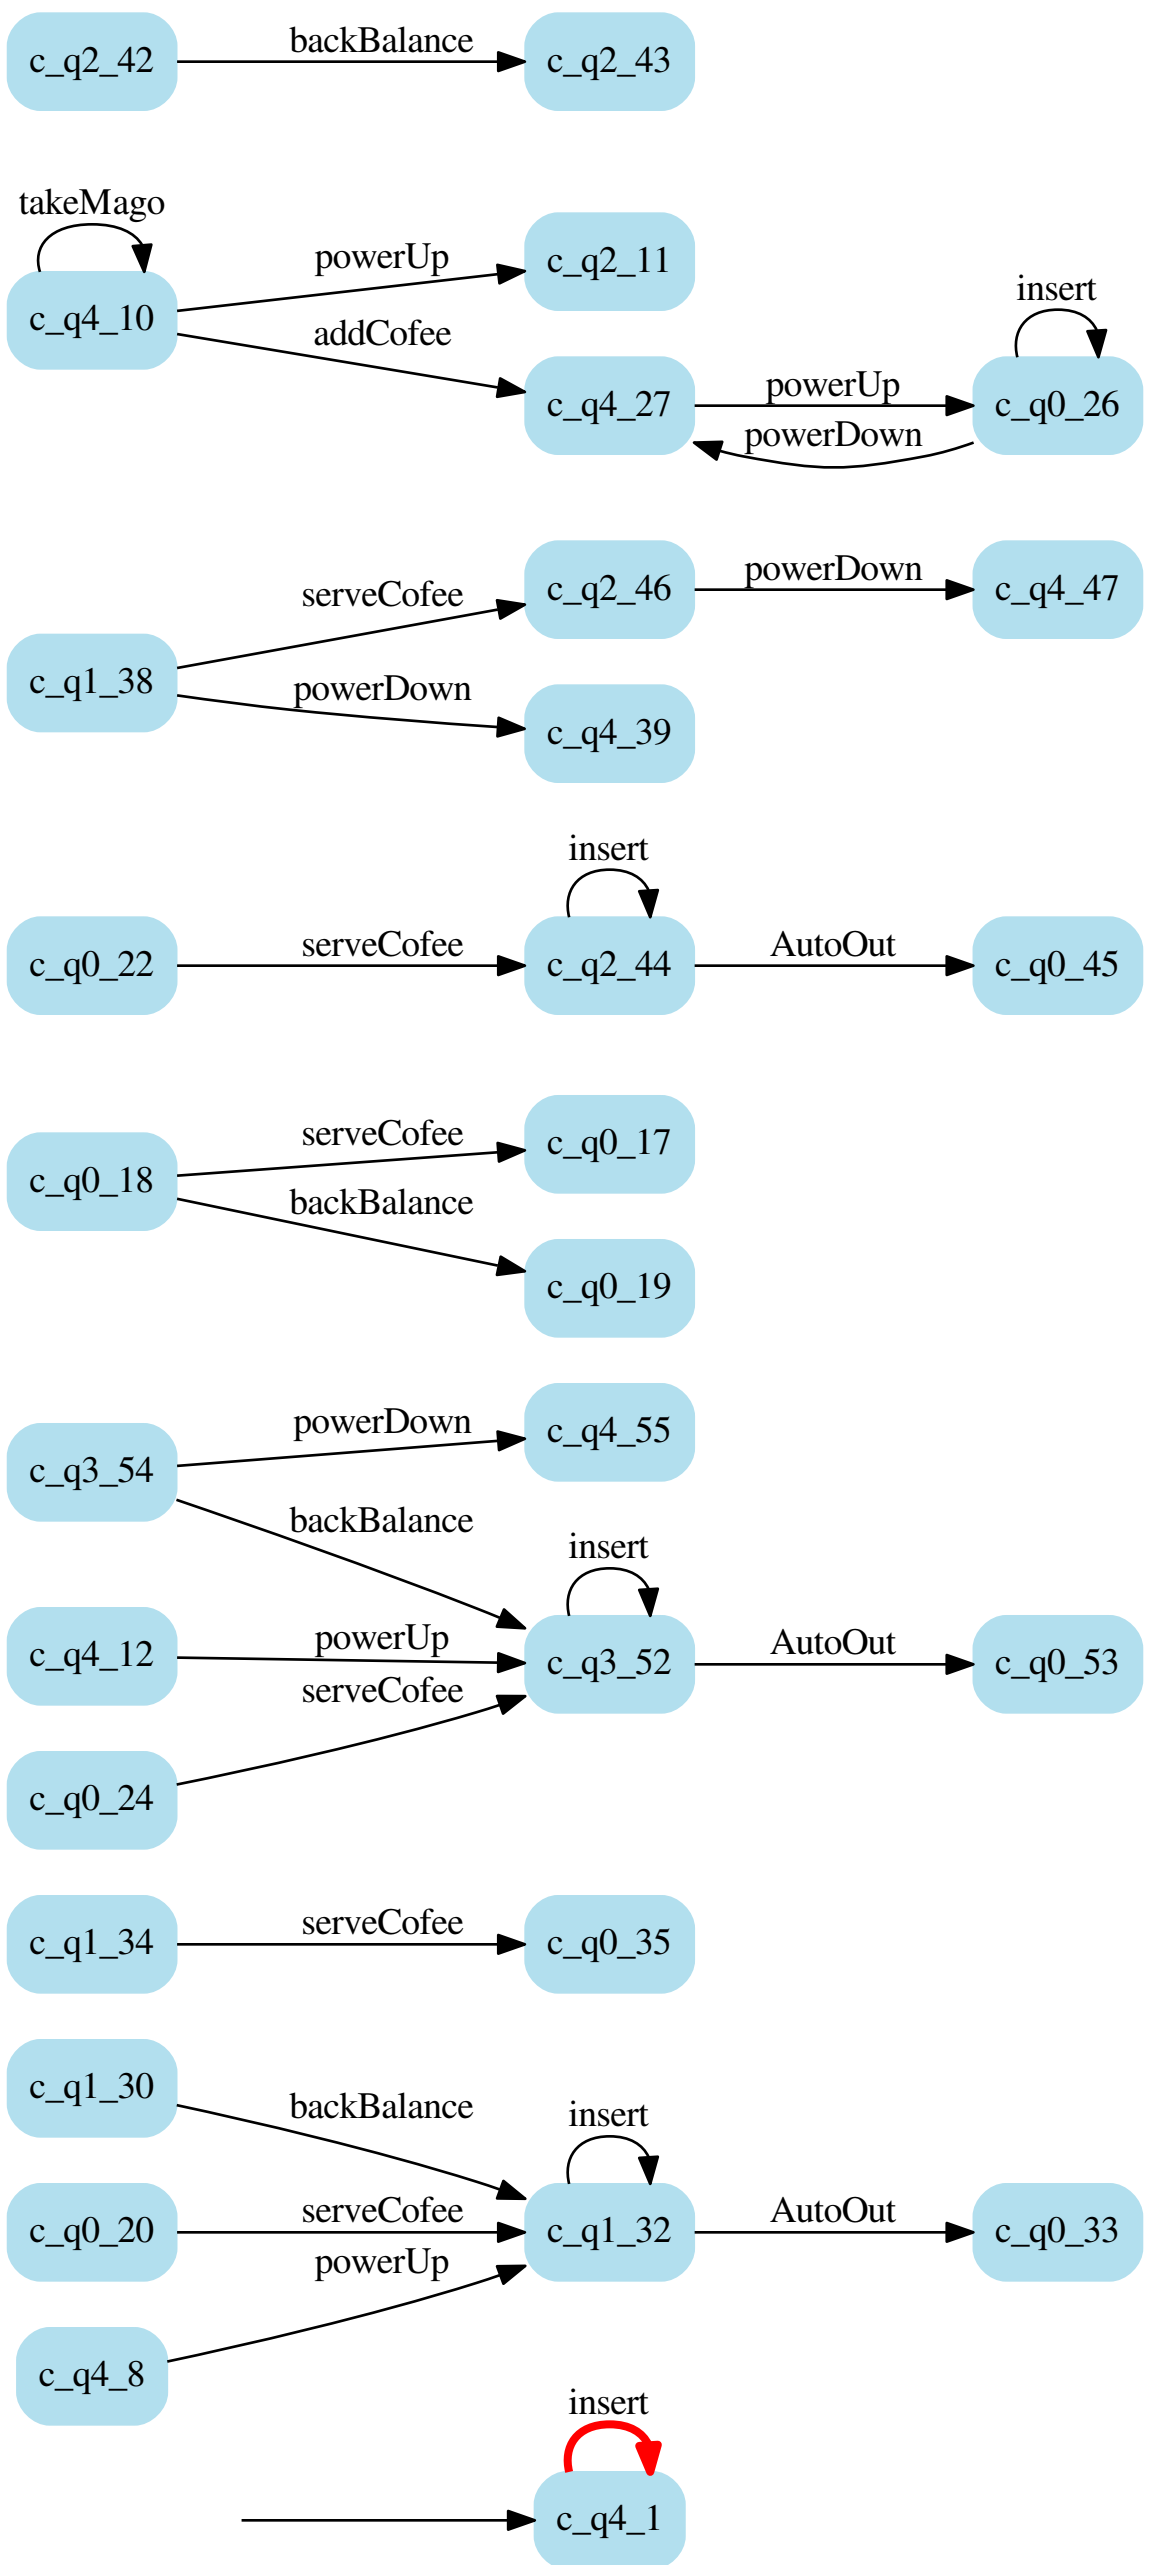 c_q2_42
backBalance
c_q2_43
takeMago
c_q4_10
powerUp
c_q2_11
addCofee
c_q4_27
powerUp
powerDown
insert
c_q0_26
c_q1_38
serveCofee
c_q2_46
powerDown
c_q4_47
powerDown
c_q4_39
c_q0_22
serveCofee
insert
c_q2_44
AutoOut
c_q0_45
c_q0_18
serveCofee
c_q0_17
backBalance
c_q0_19
c_q3_54
powerDown
c_q4_55
backBalance
c_q4_12
powerUp
insert
c_q3_52
AutoOut
c_q0_53
serveCofee
c_q0_24
c_q1_34
serveCofee
c_q0_35
c_q1_30
backBalance
insert
c_q0_20
serveCofee
c_q1_32
AutoOut
c_q0_33
powerUp
c_q4_8
insert
c_q4_1